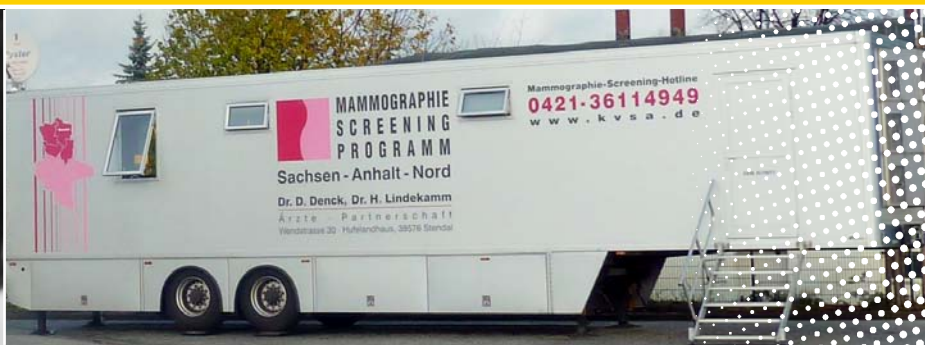 MAMMOGRAPHIE
SCREENING
PROGRAMM
Sachsen-Anhalt-Nord
Dr. D. Denck, Dr. H. Lindekamm
Ärzte - Partnerschaft
Wendstrasse 30 · Hufelandhaus, 39576 Stendal
Mammographie-Screening-Hotline
0421-36114949
www.kvsa.de